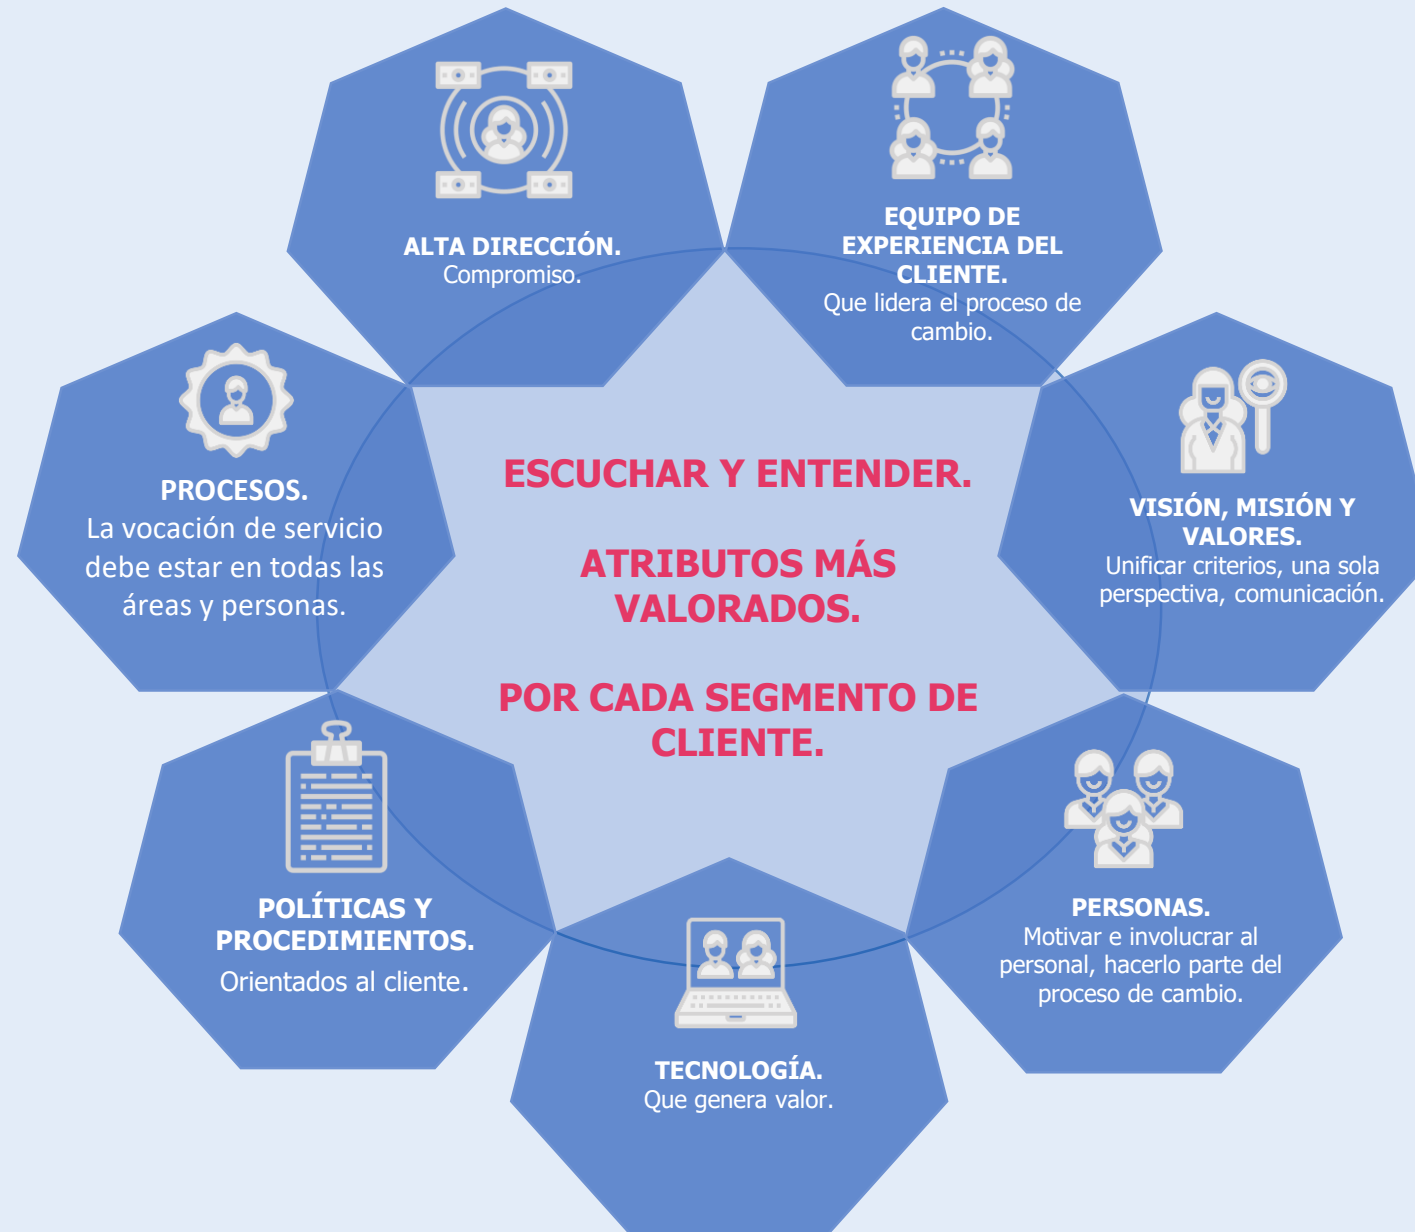 ALTA DIRECCIÓN.
Compromiso.
EQUIPO DE
EXPERIENCIA DEL
CLIENTE.
Que lidera el proceso de
cambio.
VISIÓN, MISIÓN Y
VALORES.
Unificar criterios, una sola
perspectiva, comunicación.
PERSONAS.
Motivar e involucrar al
personal, hacerlo parte del
proceso de cambio.
TECNOLOGÍA.
Que genera valor.
POLÍTICAS Y
PROCEDIMIENTOS.
Orientados al cliente.
PROCESOS.
La vocación de servicio
debe estar en todas las
áreas y personas.
ESCUCHAR Y ENTENDER.
ATRIBUTOS MÁS
VALORADOS.
POR CADA SEGMENTO DE
CLIENTE.